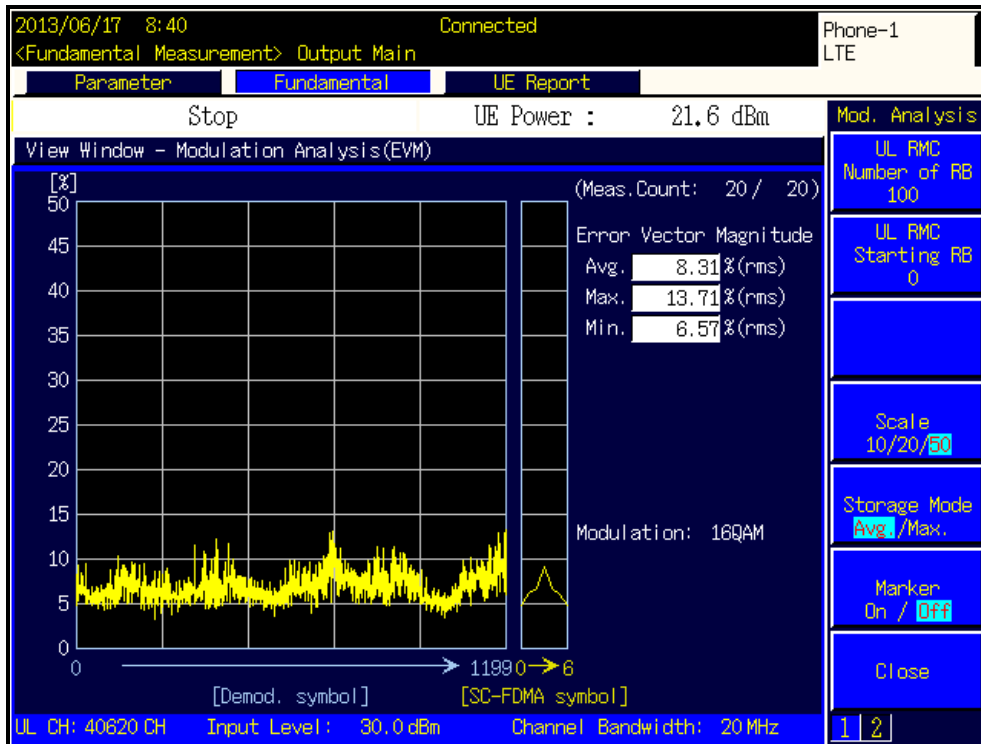 2013/06/17 8:40 Connected
<Fundamental Measurement> Output Main
Phone-1
LTE
Parameter Fundamental UE Report
Stop UE Power : 21.6 dBm
View Window - Modulation Analysis(EVM)
[%]
50
45
40
35
30
25
20
15
10
5
0
0 1199
[Demod. symbol]
0 6
[SC-FDMA symbol]
(Meas.Count: 20/ 20)
Error Vector Magnitude
Avg. 8.31 %(rms)
Max. 13.71 %(rms)
Min. 6.57 %(rms)
Modulation: 16QAM
UL CH: 40620 CH Input Level: 30.0 dBm Channel Bandwidth: 20 MHz
Mod. Analysis
UL RMC
Number of RB
100
UL RMC
Starting RB
0
Scale
10/20/50
Storage Mode
Avg./Max.
Marker
On / Off
Close
1 2